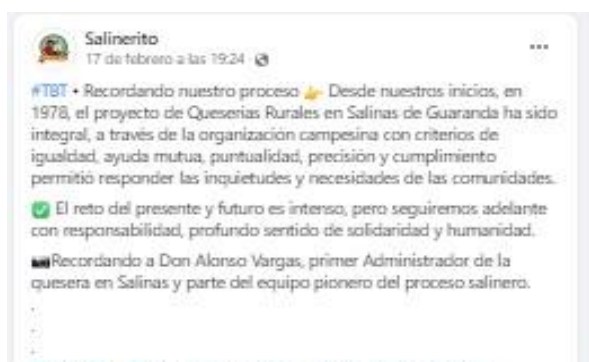 Salinerito
17 de febrero a las 19:24
#TBT • Recordando nuestro proceso 👉 Desde nuestros inicios, en
1978, el proyecto de Queserías Rurales en Salinas de Guaranda ha sido
integral, a través de la organización campesina con criterios de
igualdad, ayuda mutua, puntualidad, precisión y cumplimiento
permitió responder las inquietudes y necesidades de las comunidades.
✅ El reto del presente y futuro es intenso, pero seguiremos adelante
con responsabilidad, profundo sentido de solidaridad y humanidad.
📷Recordando a Don Alonso Vargas, primer Administrador de la
quesera en Salinas y parte del equipo pionero del proceso salinero.
.
.
.